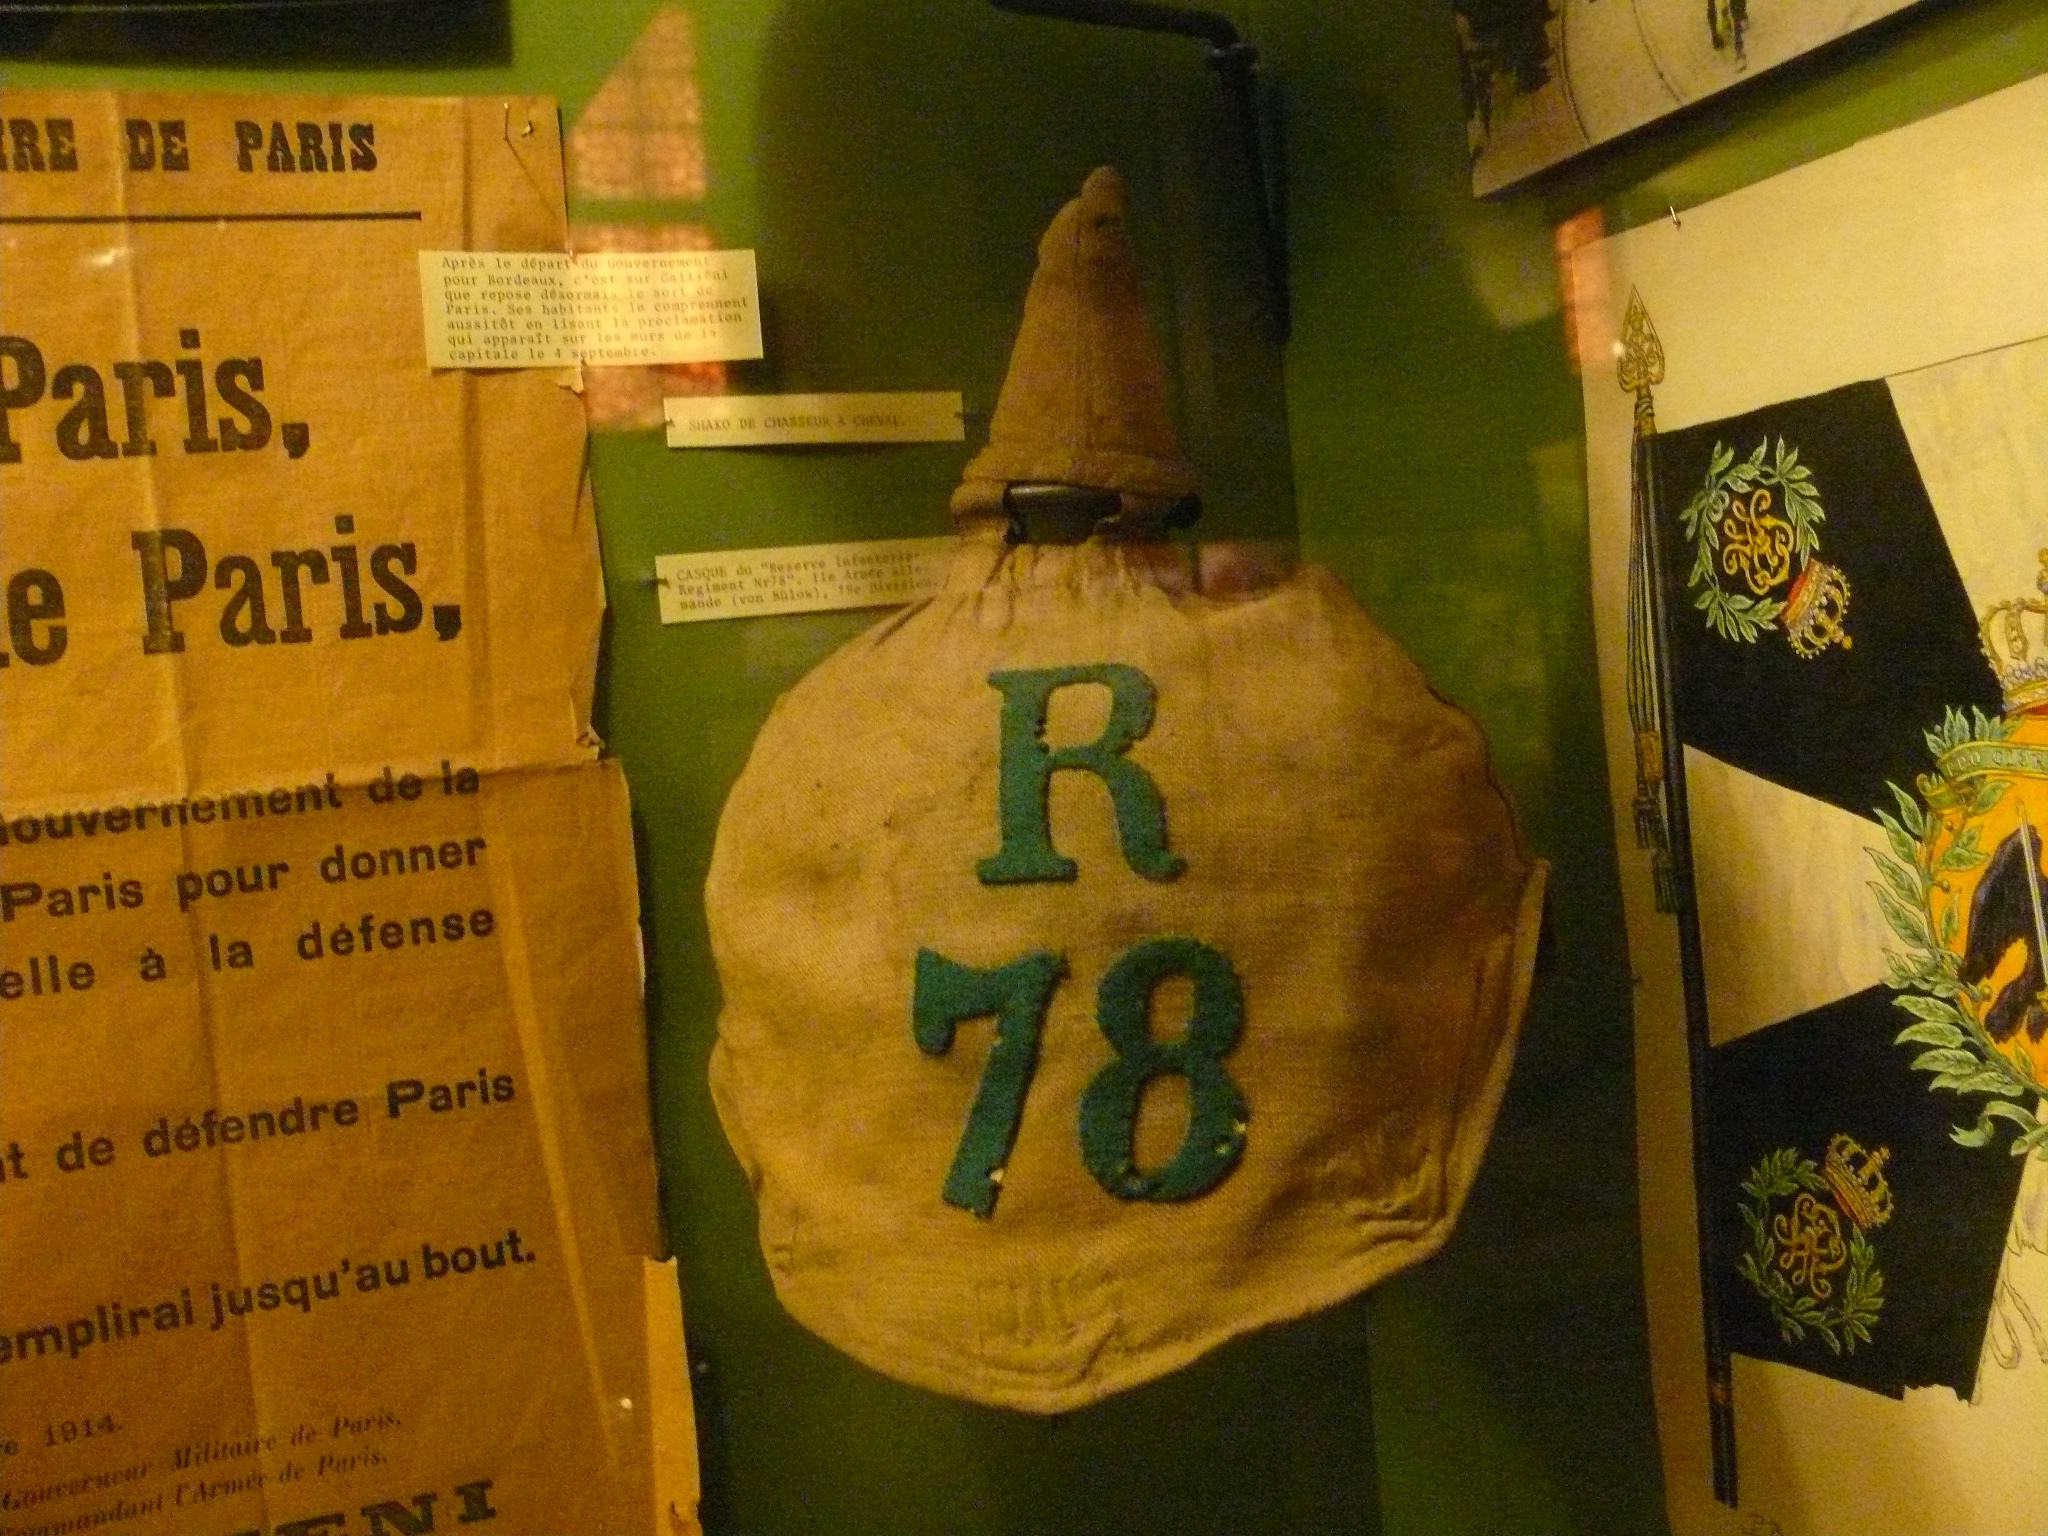 IRE DE PARIS
Paris,
e Paris,
Gouvernement de la
Paris pour donner
elle à la défense
t de défendre Paris
emplirai jusqu'au bout.
re 1914.
Gouverneur Militaire de Paris,
Commandant l'Armée de Paris,
ENI
Après le départ du Gouvernement
pour Bordeaux, c'est sur Galliéni
que repose désormais le sort de
Paris. Ses habitants le comprennent
aussitôt en lisant la proclamation
qui apparaît sur les murs de la
capitale le 4 septembre.
SHAKO DE CHASSEUR A CHEVAL.
CASQUE du "Reserve Infanterie-
Regiment Nr78". IIe Armée alle-
mande (von Bülow), 19e Division
R
78